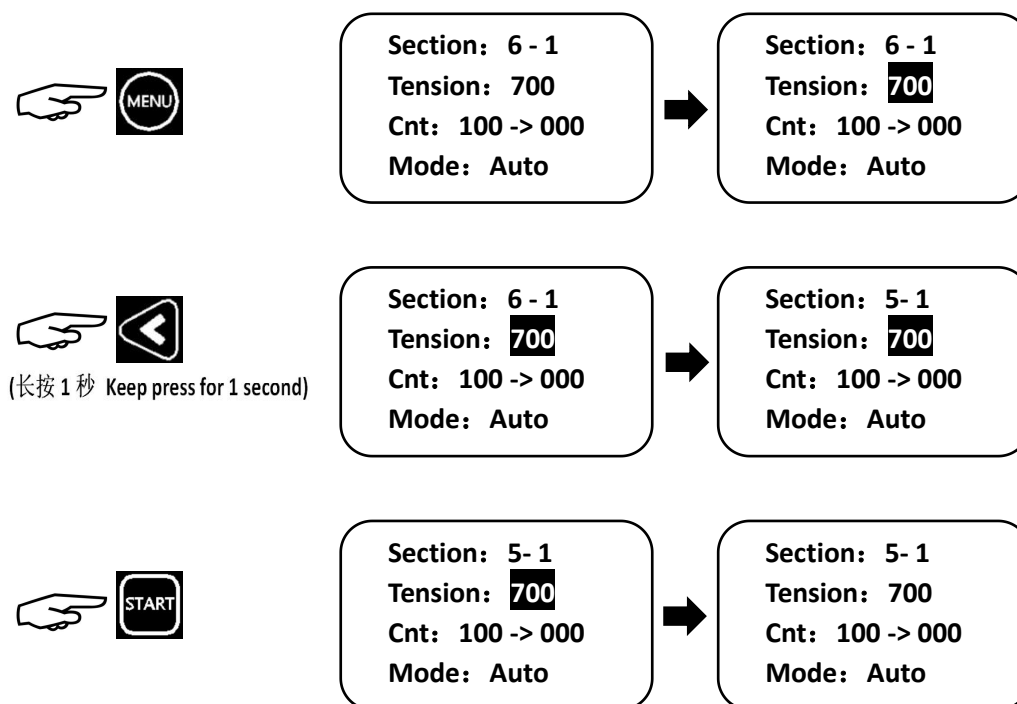 MENU
Section：6 - 1
Tension：700
Cnt：100 -> 000
Mode：Auto
Section：6 - 1
Tension：700
Cnt：100 -> 000
Mode：Auto
(长按 1 秒 Keep press for 1 second)
Section：6 - 1
Tension：700
Cnt：100 -> 000
Mode：Auto
Section：5- 1
Tension：700
Cnt：100 -> 000
Mode：Auto
START
Section：5- 1
Tension：700
Cnt：100 -> 000
Mode：Auto
Section：5- 1
Tension：700
Cnt：100 -> 000
Mode：Auto